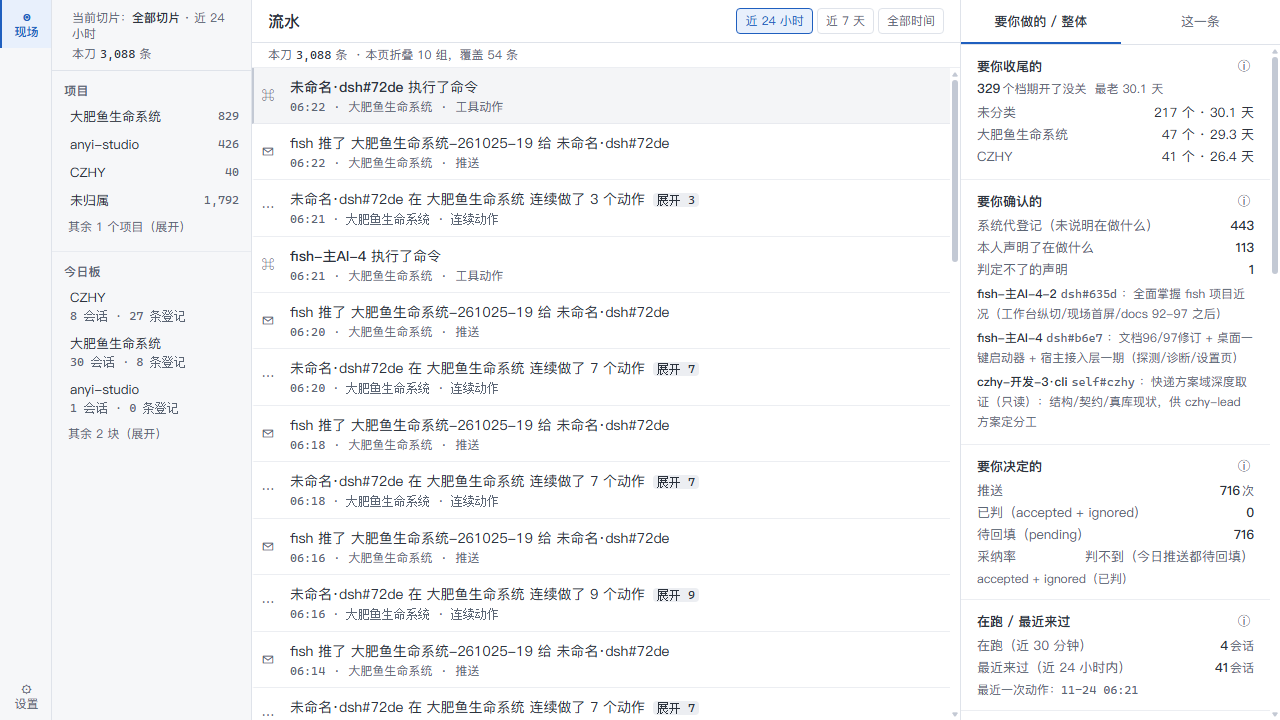 现场
设置
当前切片：全部切片 · 近 24
小时
本刀 3,088 条
项目
大肥鱼生命系统 829
anyi-studio 426
CZHY 40
未归属 1,792
其余 1 个项目（展开）
今日板
CZHY
8 会话 · 27 条登记
大肥鱼生命系统
30 会话 · 8 条登记
anyi-studio
1 会话 · 0 条登记
其余 2 块（展开）
流水
近 24 小时 近 7 天 全部时间
本刀 3,088 条 · 本页折叠 10 组，覆盖 54 条
未命名·dsh#72de 执行了命令
06:22 · 大肥鱼生命系统 · 工具动作
fish 推了 大肥鱼生命系统-261025-19 给 未命名·dsh#72de
06:22 · 大肥鱼生命系统 · 推送
未命名·dsh#72de 在 大肥鱼生命系统 连续做了 3 个动作 展开 3
06:21 · 大肥鱼生命系统 · 连续动作
fish-主AI-4 执行了命令
06:21 · 大肥鱼生命系统 · 工具动作
fish 推了 大肥鱼生命系统-261025-19 给 未命名·dsh#72de
06:20 · 大肥鱼生命系统 · 推送
未命名·dsh#72de 在 大肥鱼生命系统 连续做了 7 个动作 展开 7
06:20 · 大肥鱼生命系统 · 连续动作
fish 推了 大肥鱼生命系统-261025-19 给 未命名·dsh#72de
06:18 · 大肥鱼生命系统 · 推送
未命名·dsh#72de 在 大肥鱼生命系统 连续做了 7 个动作 展开 7
06:18 · 大肥鱼生命系统 · 连续动作
fish 推了 大肥鱼生命系统-261025-19 给 未命名·dsh#72de
06:16 · 大肥鱼生命系统 · 推送
未命名·dsh#72de 在 大肥鱼生命系统 连续做了 9 个动作 展开 9
06:16 · 大肥鱼生命系统 · 连续动作
fish 推了 大肥鱼生命系统-261025-19 给 未命名·dsh#72de
06:14 · 大肥鱼生命系统 · 推送
未命名·dsh#72de 在 大肥鱼生命系统 连续做了 7 个动作 展开 7
要你做的 / 整体 这一条
要你收尾的
329 个档期开了没关 最老 30.1 天
未分类 217 个 · 30.1 天
大肥鱼生命系统 47 个 · 29.3 天
CZHY 41 个 · 26.4 天
要你确认的
系统代登记（未说明在做什么） 443
本人声明了在做什么 113
判定不了的声明 1
fish-主AI-4-2 dsh#635d： 全面掌握 fish 项目近
况（工作台纵切/现场首屏/docs 92-97 之后）
fish-主AI-4 dsh#b6e7： 文档96/97修订 + 桌面一
键启动器 + 宿主接入层一期（探测/诊断/设置页）
czhy-开发-3·cli self#czhy： 快递方案域深度取
证（只读）：结构/契约/真库现状，供 czhy-lead
方案定分工
要你决定的
推送 716 次
已判（accepted + ignored） 0
待回填（pending） 716
采纳率 判不到（今日推送都待回填）
accepted + ignored（已判）
在跑 / 最近来过
在跑（近 30 分钟） 4 会话
最近来过（近 24 小时内） 41 会话
最近一次动作：11-24 06:21